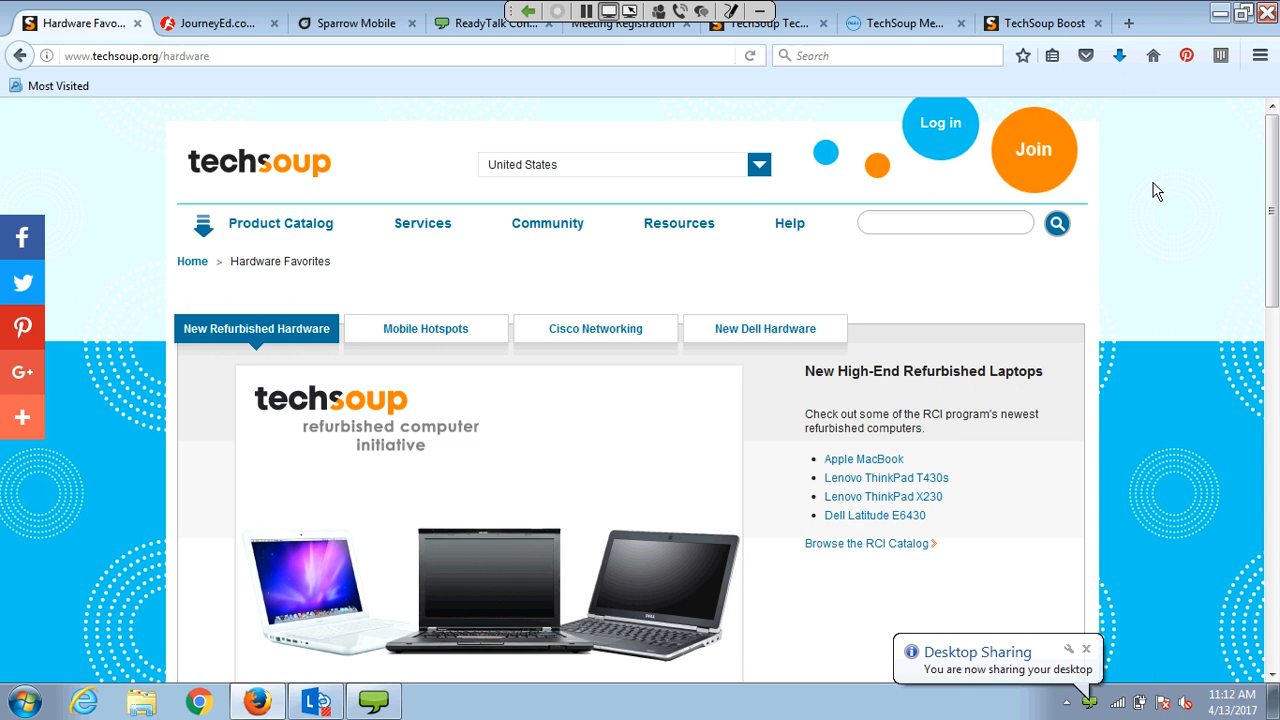 Hardware Favo...
JourneyEd.co...
Sparrow Mobile
ReadyTalk Con...
Meeting Registration
TechSoup Tec...
TechSoup Me...
TechSoup Boost
www.techsoup.org/hardware
Search
Most Visited
Log in
Join
techsoup
United States
Product Catalog
Services
Community
Resources
Help
Home > Hardware Favorites
New Refurbished Hardware
Mobile Hotspots
Cisco Networking
New Dell Hardware
techsoup
refurbished computer
initiative
New High-End Refurbished Laptops
Check out some of the RCI program's newest
refurbished computers.
Apple MacBook
Lenovo ThinkPad T430s
Lenovo ThinkPad X230
Dell Latitude E6430
Browse the RCI Catalog
Desktop Sharing
You are now sharing your desktop
11:12 AM
4/13/2017